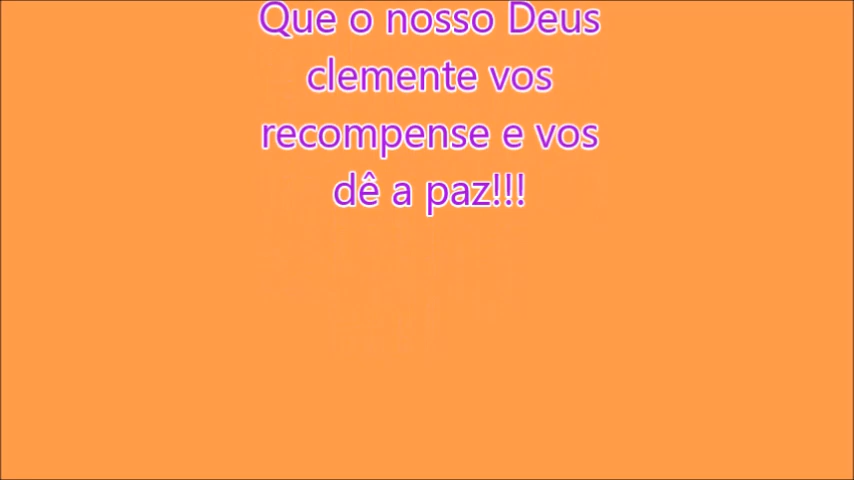 Que o nosso Deus
clemente vos
recompense e vos
dê a paz!!!